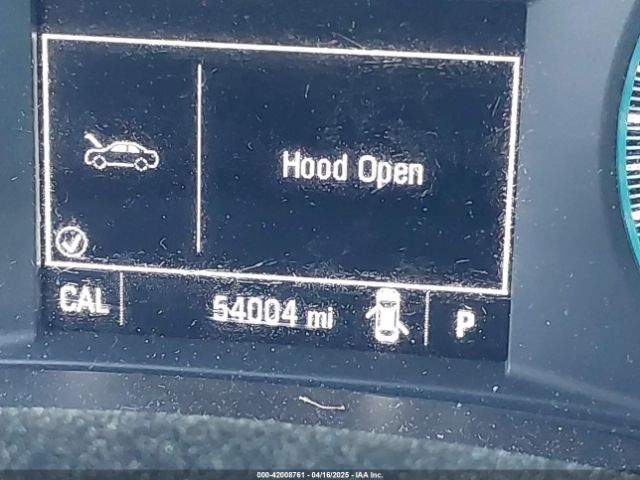 Hood Open
CAL 54004 mi P
000-42008761 - 04/16/2025 - IAA Inc.